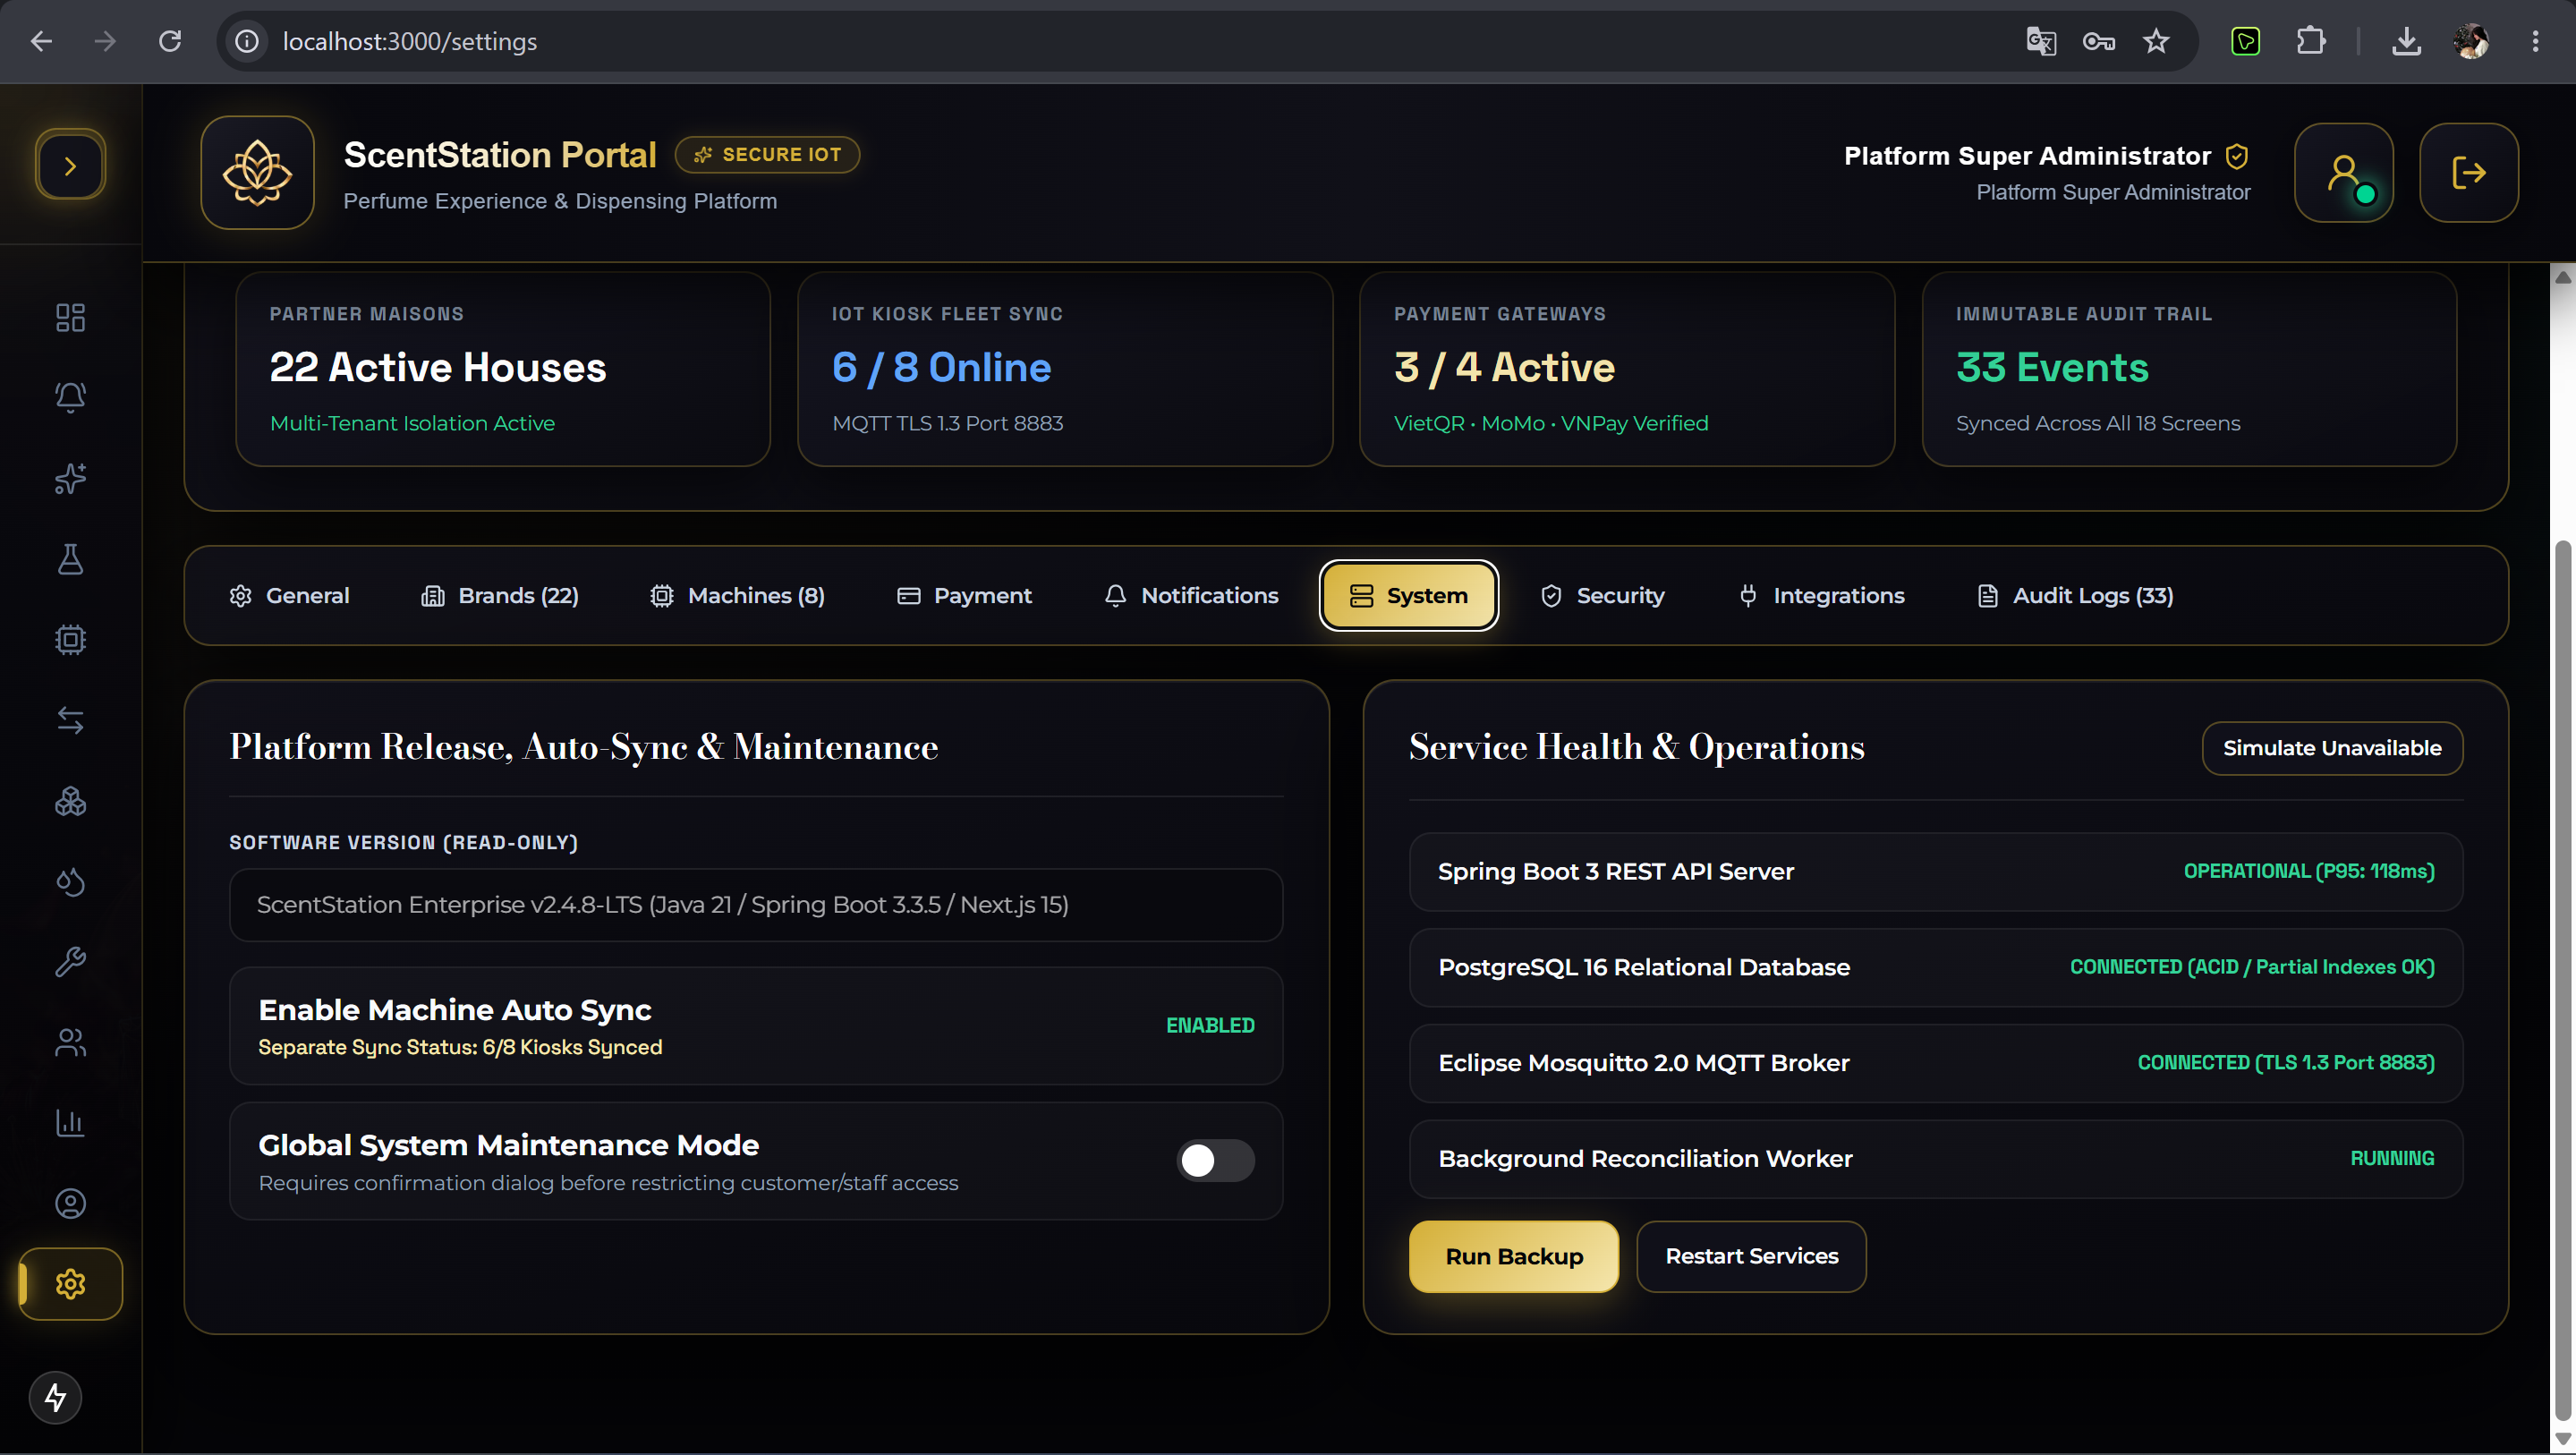 localhost:3000/settings
ScentStation Portal
SECURE IOT
Perfume Experience & Dispensing Platform
Platform Super Administrator
Platform Super Administrator
PARTNER MAISONS
22 Active Houses
Multi-Tenant Isolation Active
IOT KIOSK FLEET SYNC
6 / 8 Online
MQTT TLS 1.3 Port 8883
PAYMENT GATEWAYS
3 / 4 Active
VietQR • MoMo • VNPay Verified
IMMUTABLE AUDIT TRAIL
33 Events
Synced Across All 18 Screens
General
Brands (22)
Machines (8)
Payment
Notifications
System
Security
Integrations
Audit Logs (33)
Platform Release, Auto-Sync & Maintenance
SOFTWARE VERSION (READ-ONLY)
ScentStation Enterprise v2.4.8-LTS (Java 21 / Spring Boot 3.3.5 / Next.js 15)
Enable Machine Auto Sync
Separate Sync Status: 6/8 Kiosks Synced
ENABLED
Global System Maintenance Mode
Requires confirmation dialog before restricting customer/staff access
Service Health & Operations
Simulate Unavailable
Spring Boot 3 REST API Server
OPERATIONAL (P95: 118ms)
PostgreSQL 16 Relational Database
CONNECTED (ACID / Partial Indexes OK)
Eclipse Mosquitto 2.0 MQTT Broker
CONNECTED (TLS 1.3 Port 8883)
Background Reconciliation Worker
RUNNING
Run Backup
Restart Services